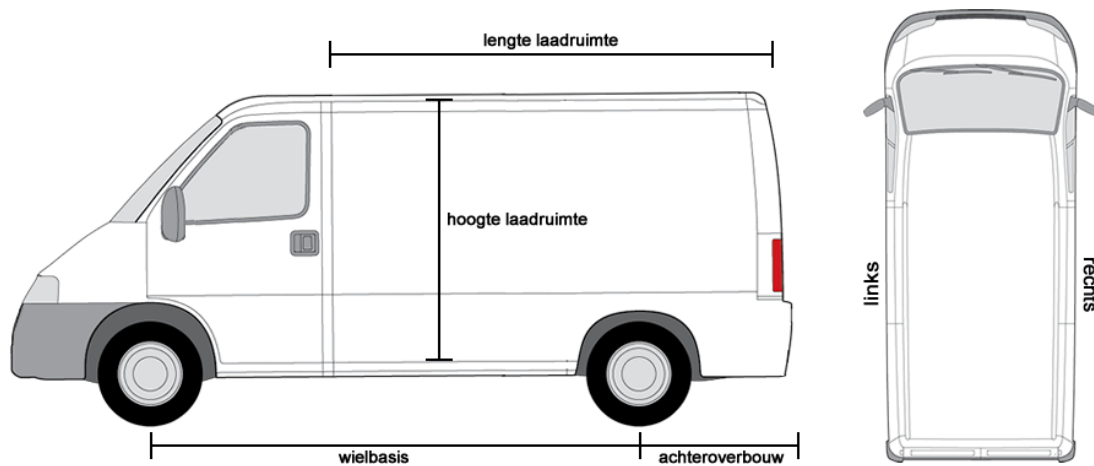 lengte laadruimte
hoogte laadruimte
wielbasis
achteroverbouw
links
rechts